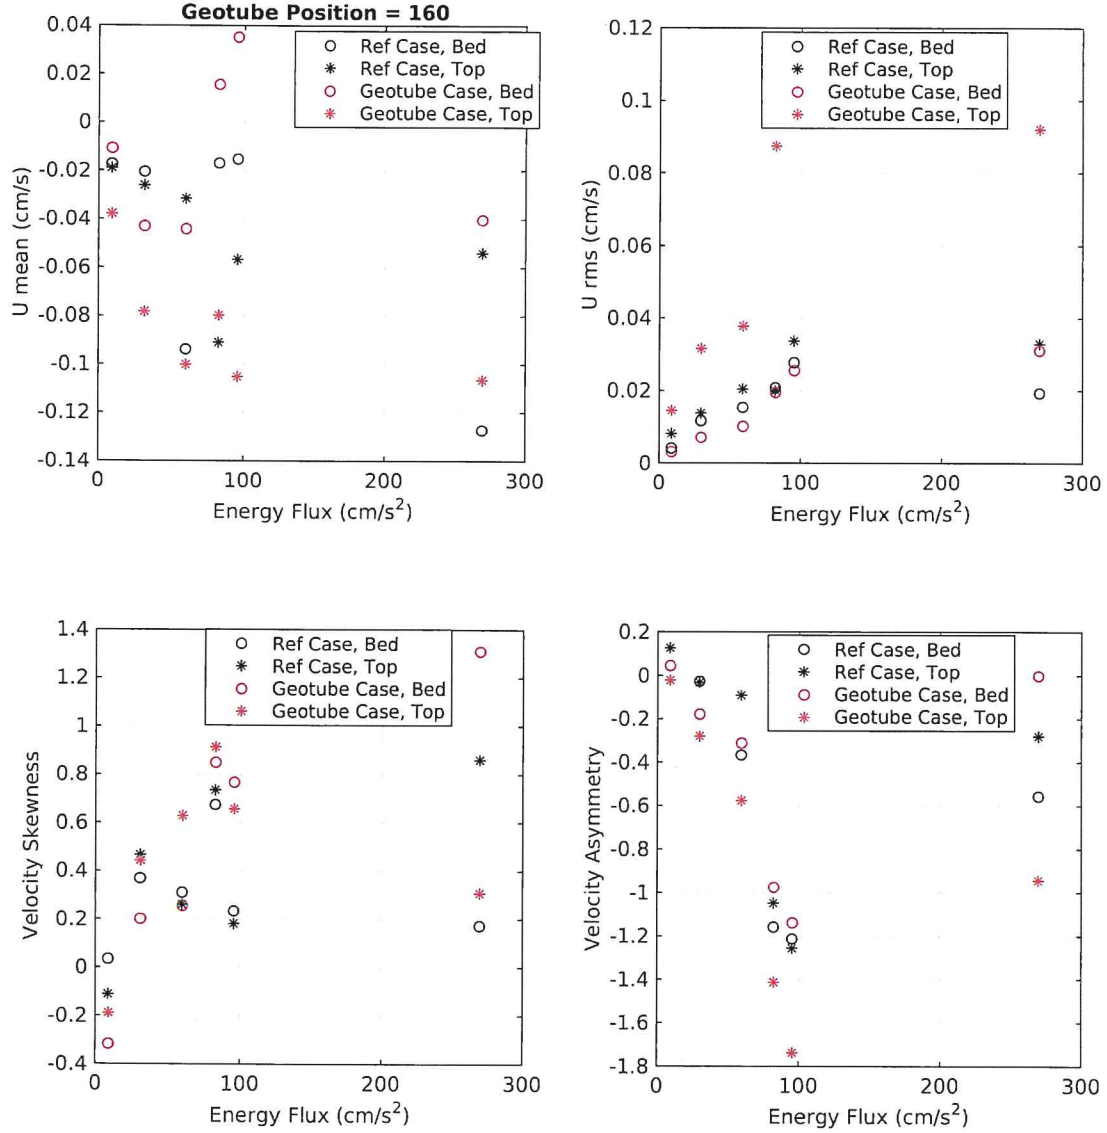 Geotube Position = 160
0.04
0.02
0
-0.02
-0.04
-0.06
-0.08
-0.1
-0.12
-0.14
U mean (cm/s)
0 100 200 300
Energy Flux (cm/s²)
Ref Case, Bed
Ref Case, Top
Geotube Case, Bed
Geotube Case, Top
0.12
0.1
0.08
0.06
0.04
0.02
0
U rms (cm/s)
0 100 200 300
Energy Flux (cm/s²)
Ref Case, Bed
Ref Case, Top
Geotube Case, Bed
Geotube Case, Top
1.4
1.2
1
0.8
0.6
0.4
0.2
0
-0.2
-0.4
Velocity Skewness
0 100 200 300
Energy Flux (cm/s²)
Ref Case, Bed
Ref Case, Top
Geotube Case, Bed
Geotube Case, Top
0.2
0
-0.2
-0.4
-0.6
-0.8
-1
-1.2
-1.4
-1.6
-1.8
Velocity Asymmetry
0 100 200 300
Energy Flux (cm/s²)
Ref Case, Bed
Ref Case, Top
Geotube Case, Bed
Geotube Case, Top